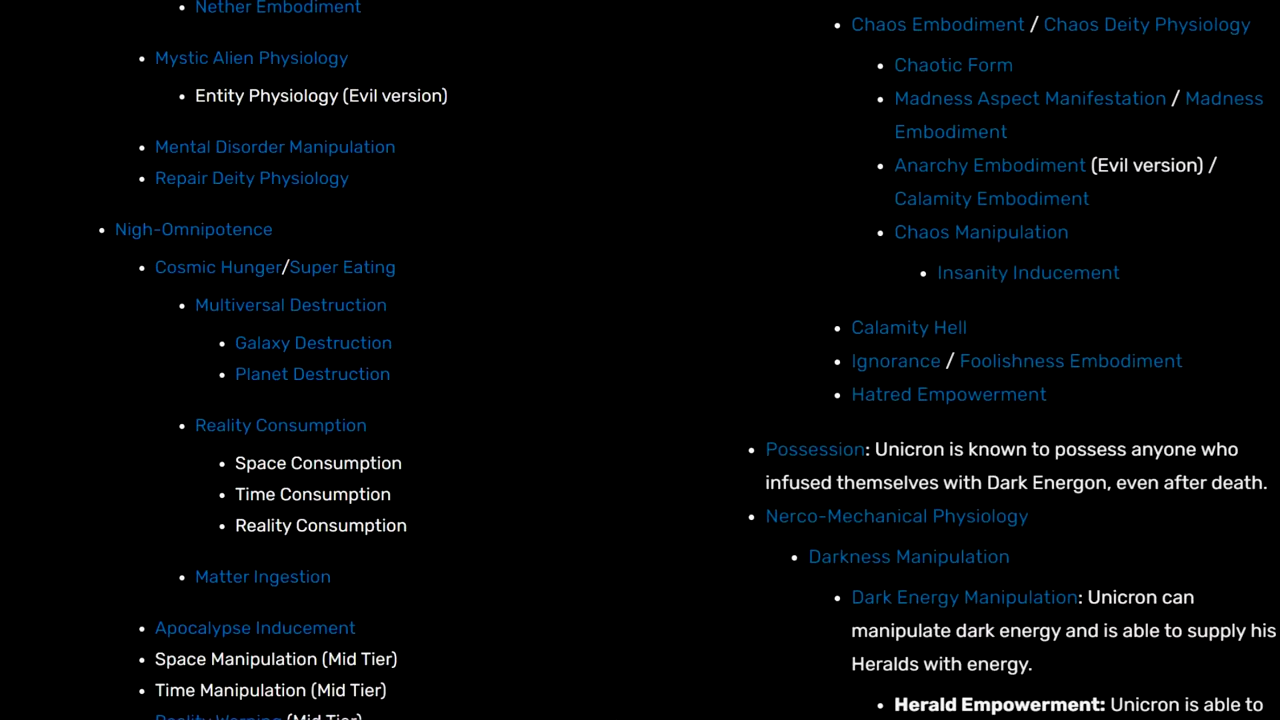 Nether Embodiment
Mystic Alien Physiology
Entity Physiology (Evil version)
Mental Disorder Manipulation
Repair Deity Physiology
Nigh-Omnipotence
Cosmic Hunger/Super Eating
Multiversal Destruction
Galaxy Destruction
Planet Destruction
Reality Consumption
Space Consumption
Time Consumption
Reality Consumption
Matter Ingestion
Apocalypse Inducement
Space Manipulation (Mid Tier)
Time Manipulation (Mid Tier)
Reality Warping (Mid Tier)
Chaos Embodiment / Chaos Deity Physiology
Chaotic Form
Madness Aspect Manifestation / Madness
Embodiment
Anarchy Embodiment (Evil version) /
Calamity Embodiment
Chaos Manipulation
Insanity Inducement
Calamity Hell
Ignorance / Foolishness Embodiment
Hatred Empowerment
Possession: Unicron is known to possess anyone who
infused themselves with Dark Energon, even after death.
Nerco-Mechanical Physiology
Darkness Manipulation
Dark Energy Manipulation: Unicron can
manipulate dark energy and is able to supply his
Heralds with energy.
Herald Empowerment: Unicron is able to